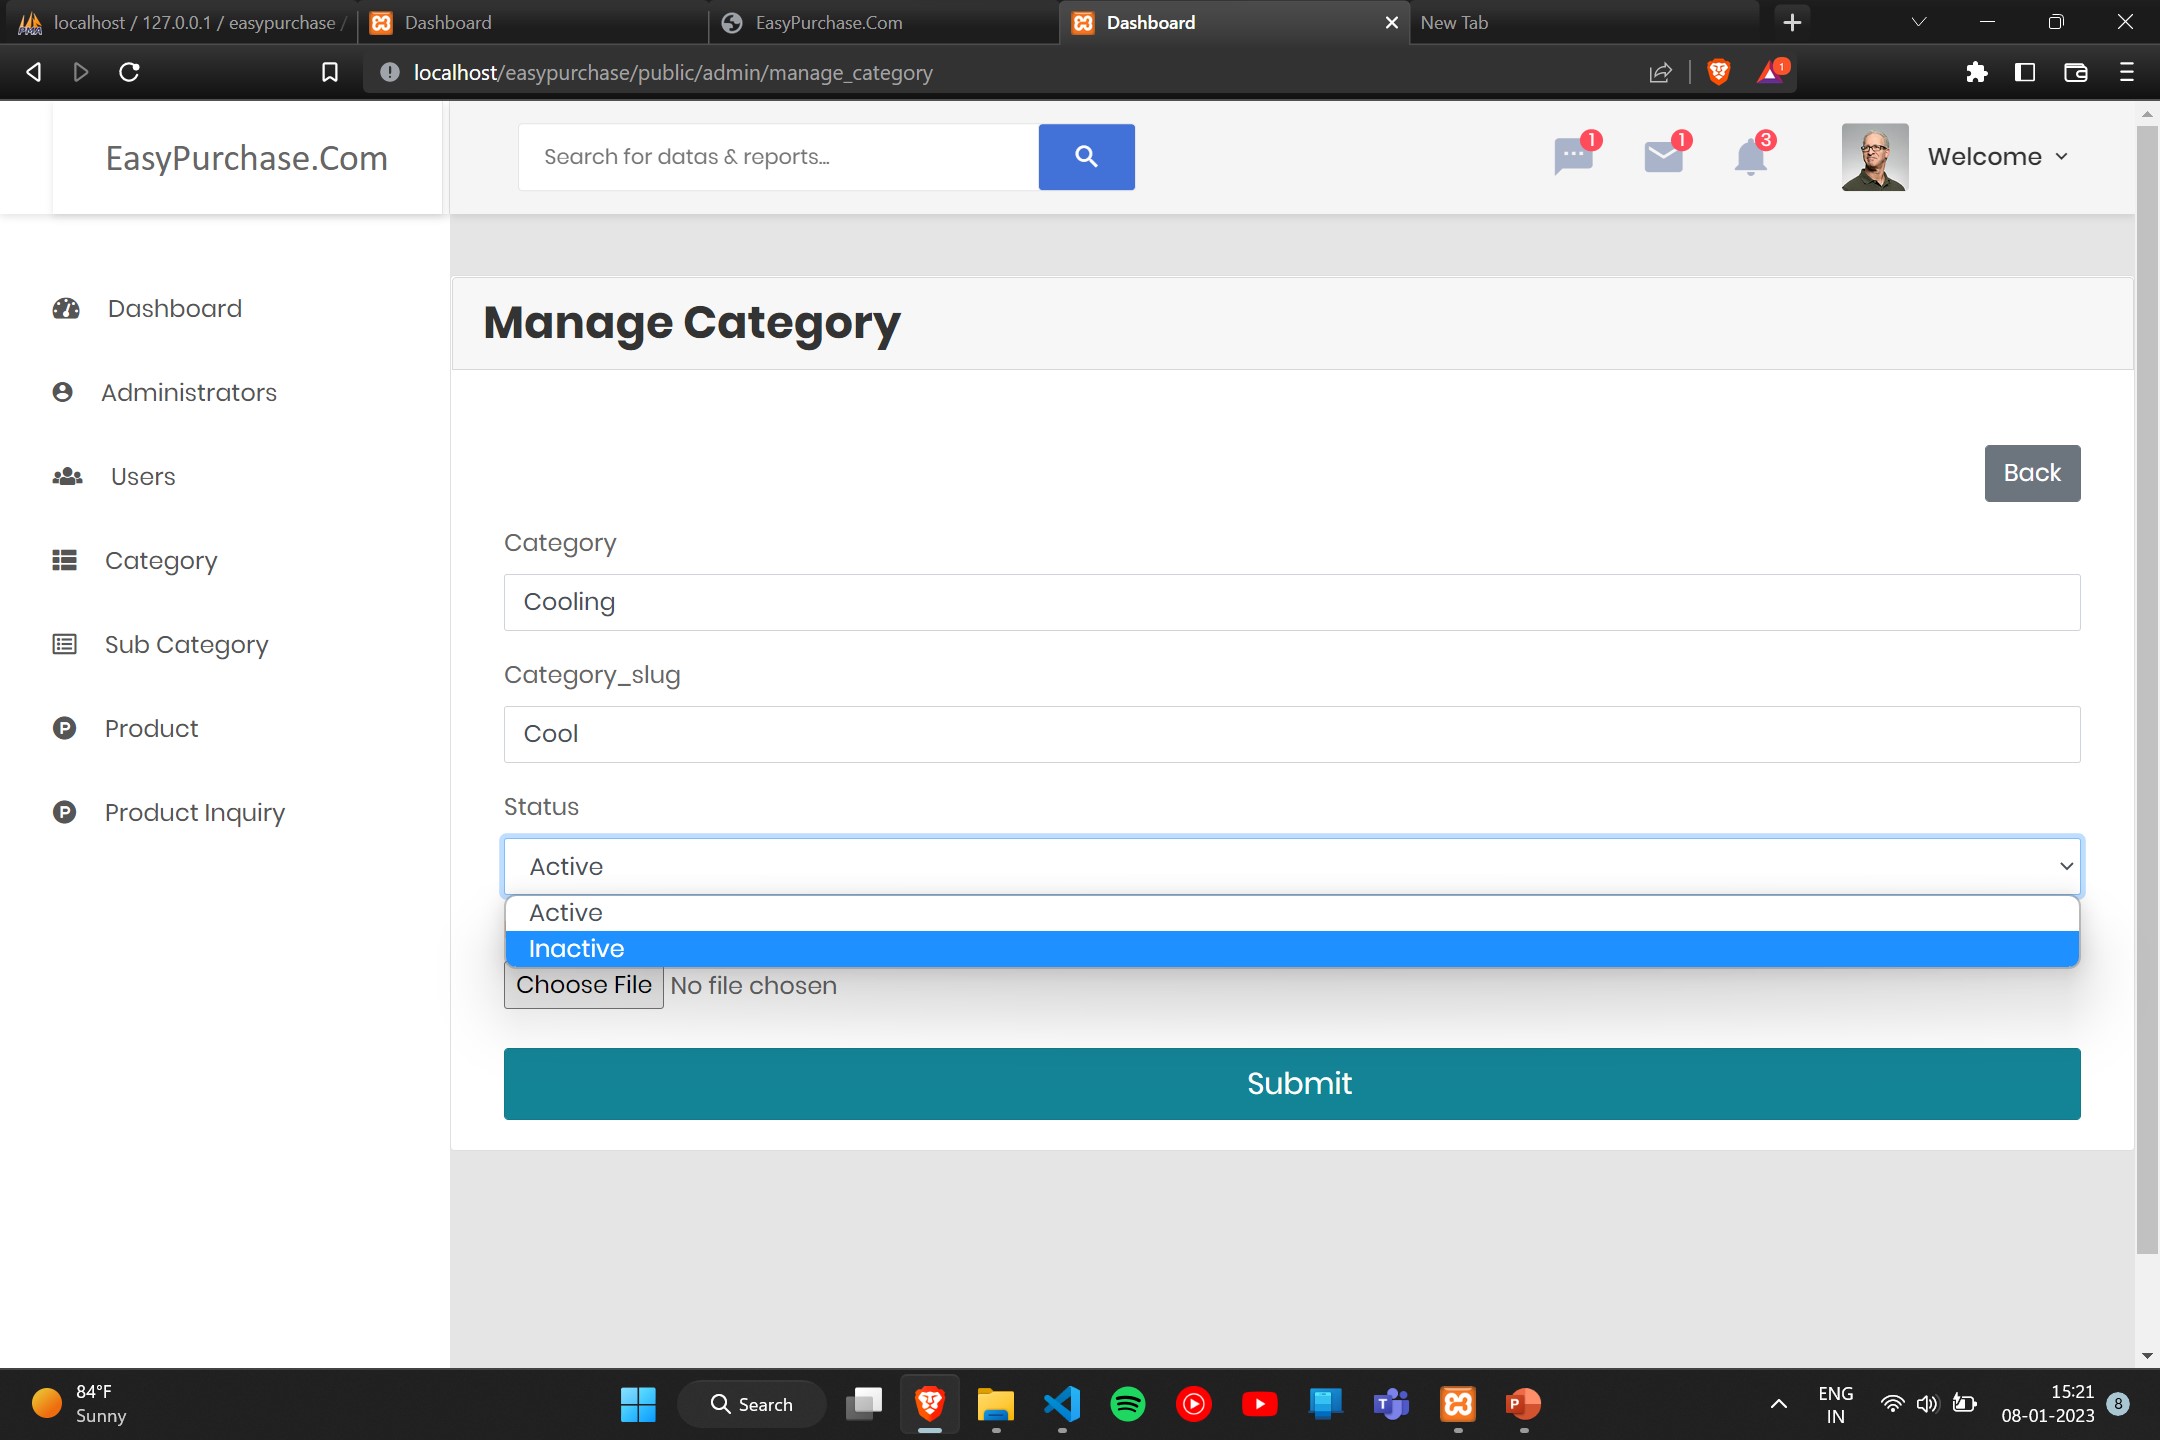 localhost / 127.0.0.1 / easypurchase /
Dashboard
EasyPurchase.Com
Dashboard
New Tab
localhost/easypurchase/public/admin/manage_category
1
EasyPurchase.Com
Search for datas & reports...
1
1
3
Welcome
Dashboard
Administrators
Users
Category
Sub Category
Product
Product Inquiry
Manage Category
Back
Category
Cooling
Category_slug
Cool
Status
Active
Active
Inactive
Choose File No file chosen
Submit
84°F
Sunny
Search
ENG
IN
15:21
08-01-2023
8